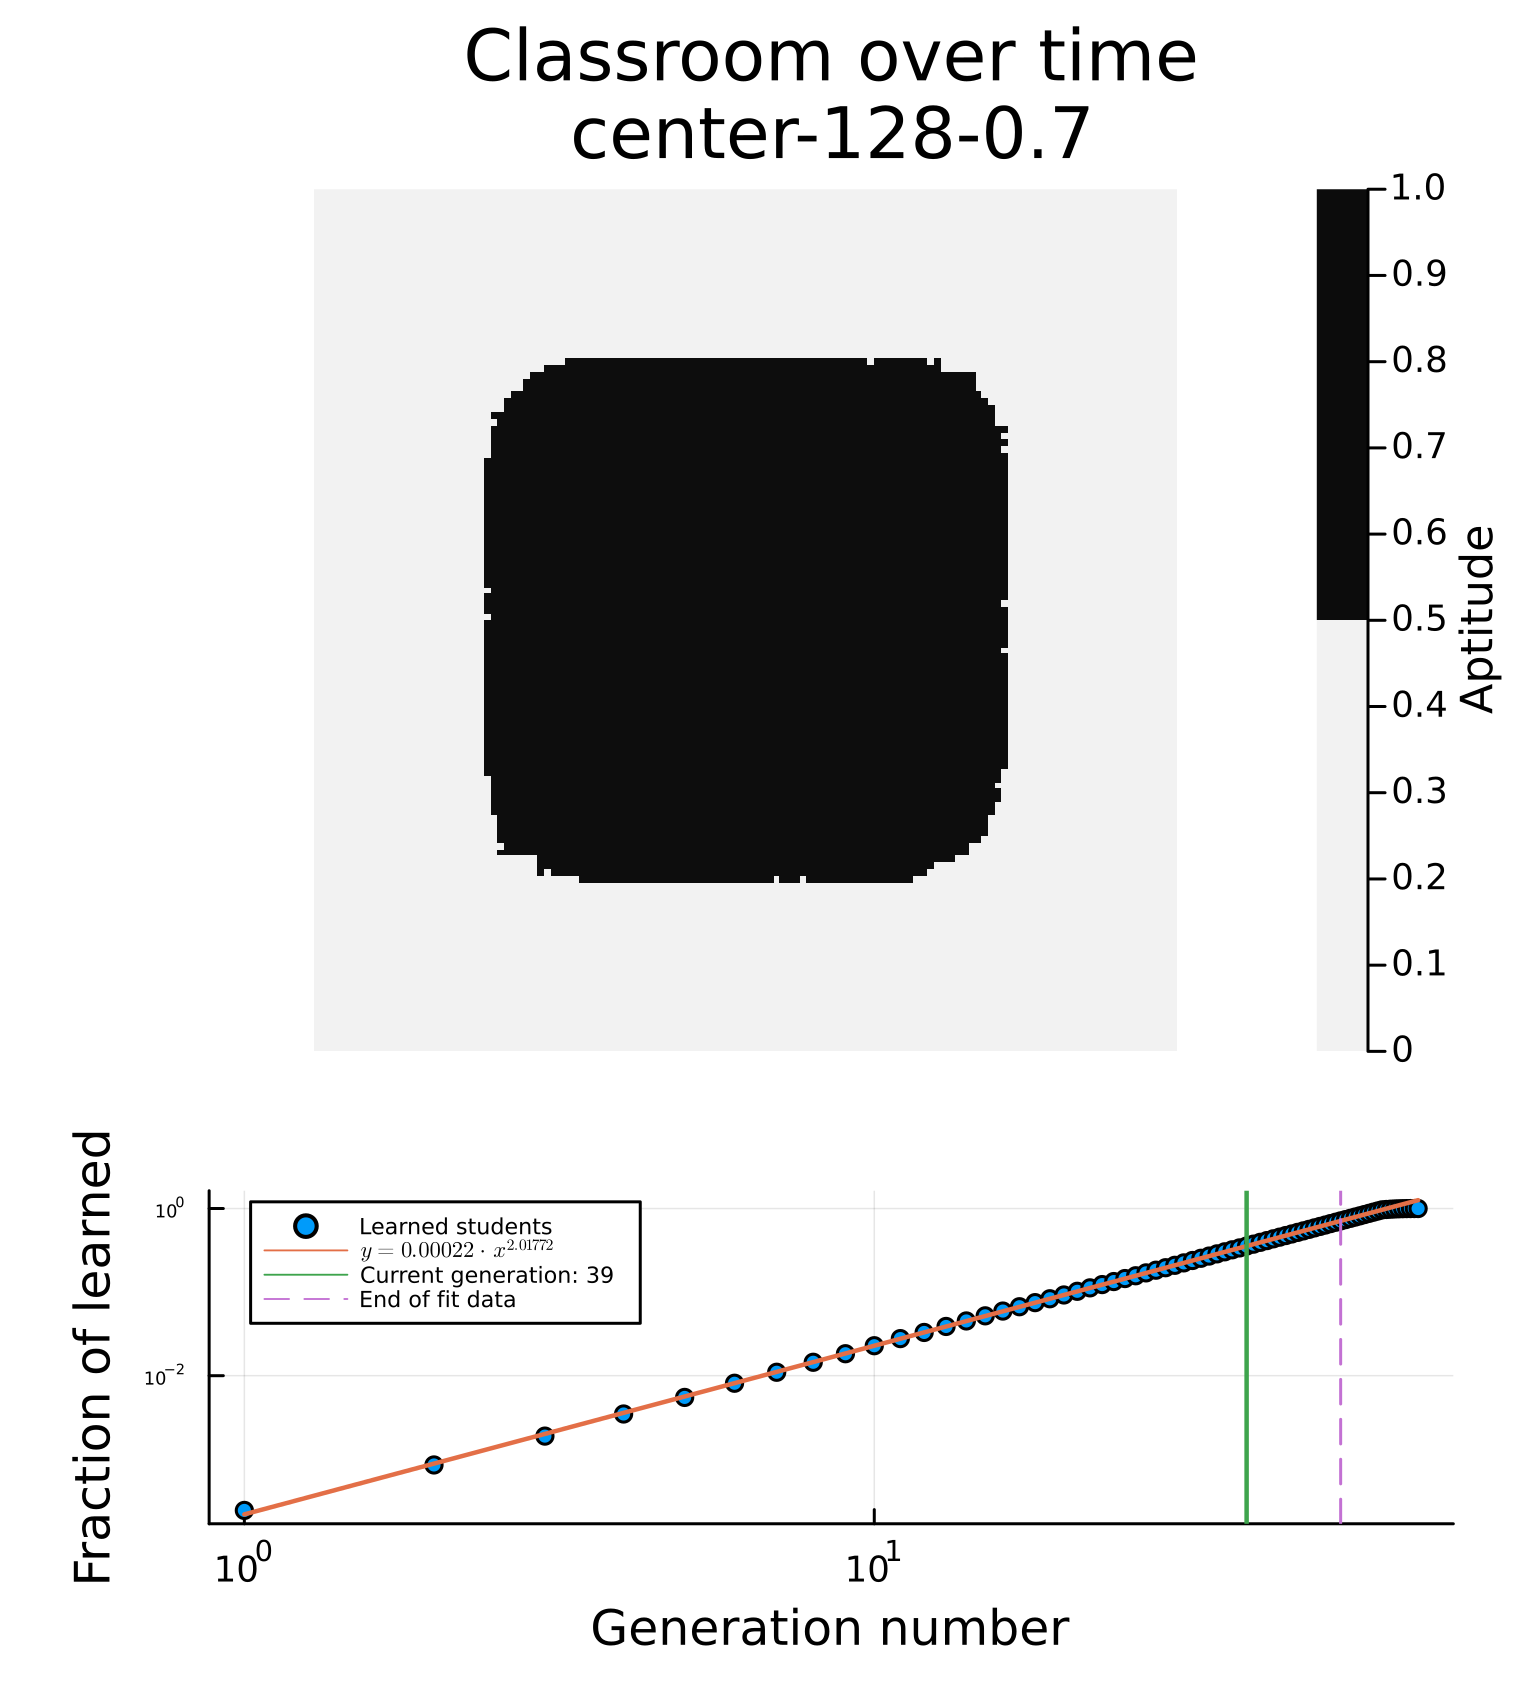 Classroom over time
center-128-0.7
1.0
0.9
0.8
0.7
0.6
0.5
0.4
0.3
0.2
0.1
0
Aptitude
Fraction of learned
10⁰
10⁻²
Learned students
y = 0.00022 · x^2.01772
Current generation: 39
End of fit data
10⁰
10¹
Generation number